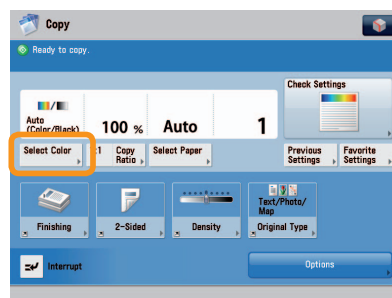 Copy
Ready to copy.
Check Settings
Auto
(Color/Black)
100 %
Auto
1
Select Color
1
Copy
Ratio
Select Paper
Previous
Settings
Favorite
Settings
Finishing
2-Sided
Density
Text/Photo/
Map
Original Type
Interrupt
Options